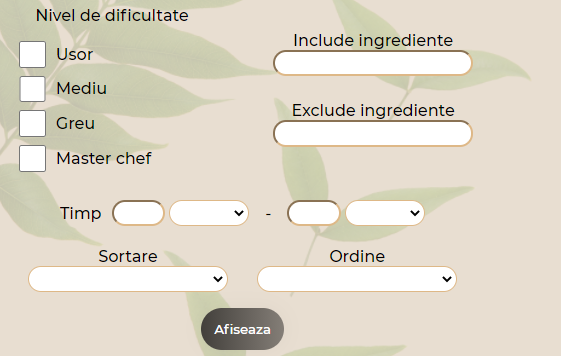 Nivel de dificultate
Usor
Mediu
Greu
Master chef
Include ingrediente
Exclude ingrediente
Timp -
Sortare Ordine
Afiseaza